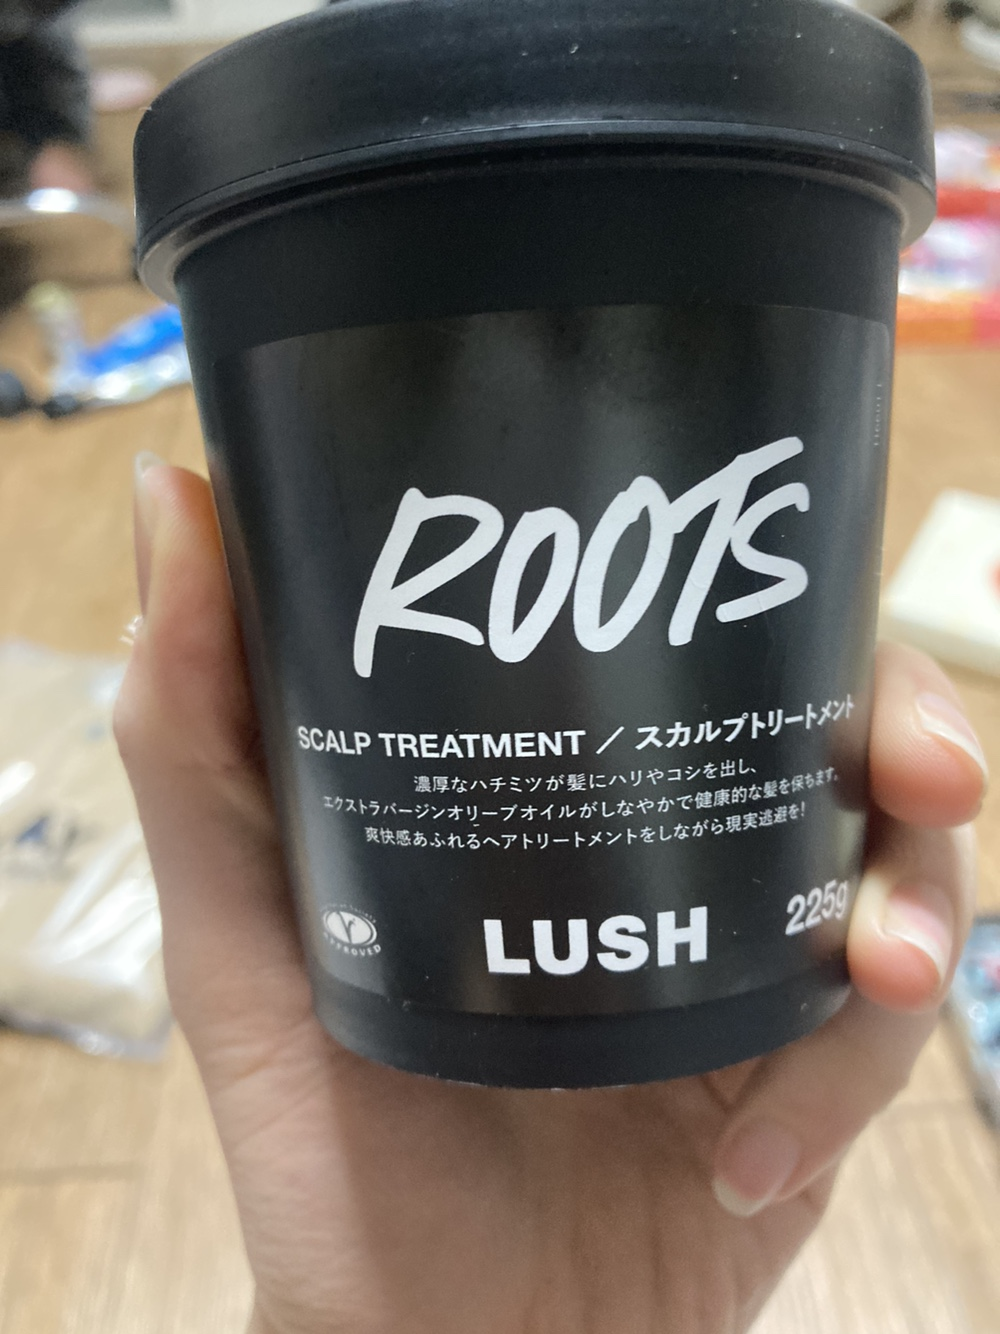 ROOTS
SCALP TREATMENT / スカルプトリートメント
濃厚なハチミツが髪にハリやコシを出し、
エクストラバージンオリーブオイルがしなやかで健康的な髪を保ちます。
爽快感あふれるヘアトリートメントをしながら現実逃避を!
V
APPROVED
LUSH
225g